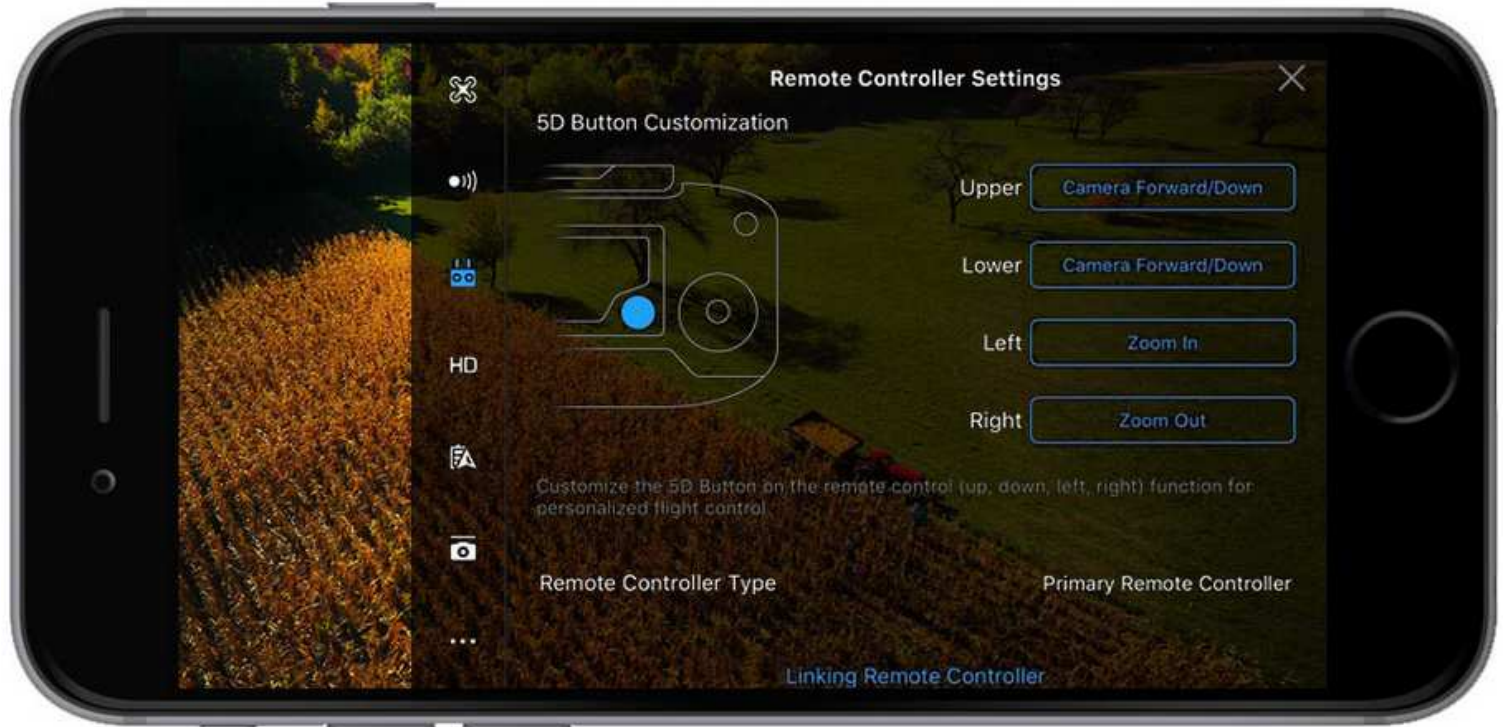 Remote Controller Settings
5D Button Customization
Upper Camera Forward/Down
Lower Camera Forward/Down
HD
Left Zoom In
Right Zoom Out
Customize the 5D Button on the remote control (up, down, left, right) function for
personalized flight control
Remote Controller Type Primary Remote Controller
Linking Remote Controller